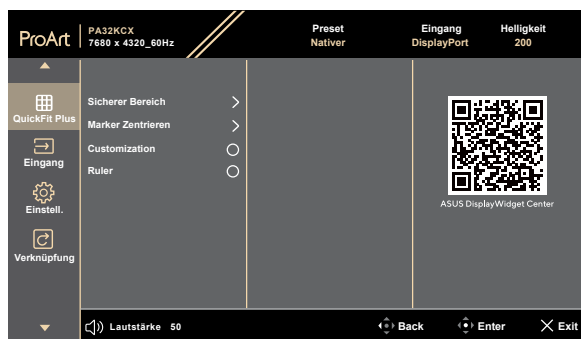 ProArt
PA32KCX
7680 x 4320_60Hz
Preset
Nativer
Eingang
DisplayPort
Helligkeit
200
QuickFit Plus
Eingang
Einstell.
Verknüpfung
Sicherer Bereich
Marker Zentrieren
Customization
Ruler
ASUS DisplayWidget Center
Lautstärke 50
Back
Enter
Exit